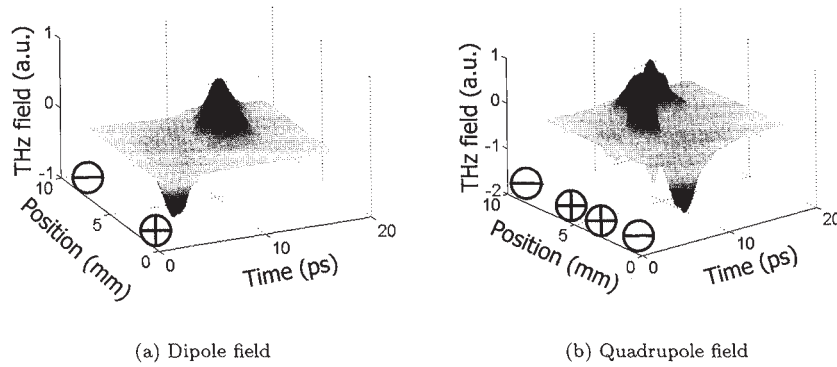 THz field (a.u.)
1
0
-1
10
5
0
Position (mm)
0
10
20
Time (ps)
− +
(a) Dipole field
THz field (a.u.)
1
0
-1
-2
10
5
0
Position (mm)
0
10
20
Time (ps)
− + + −
(b) Quadrupole field